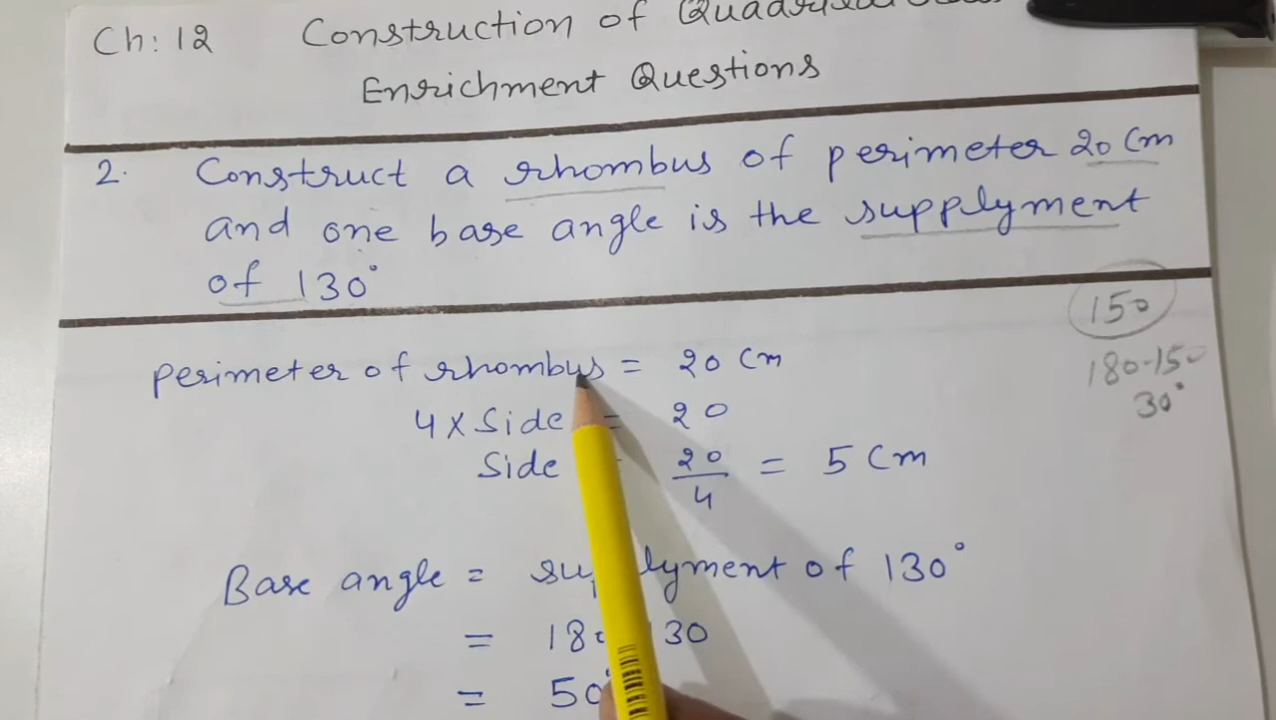 Ch: 12 Construction of
Enrichment Questions
2. Construct a rhombus of perimeter 20 cm
and one base angle is the supplyment
of 130°
150
perimeter of rhombus = 20 cm
180-150
30°
4 x Side = 20
Side = 20/4 = 5 cm
Base angle = of 130°
= 130
= 50°